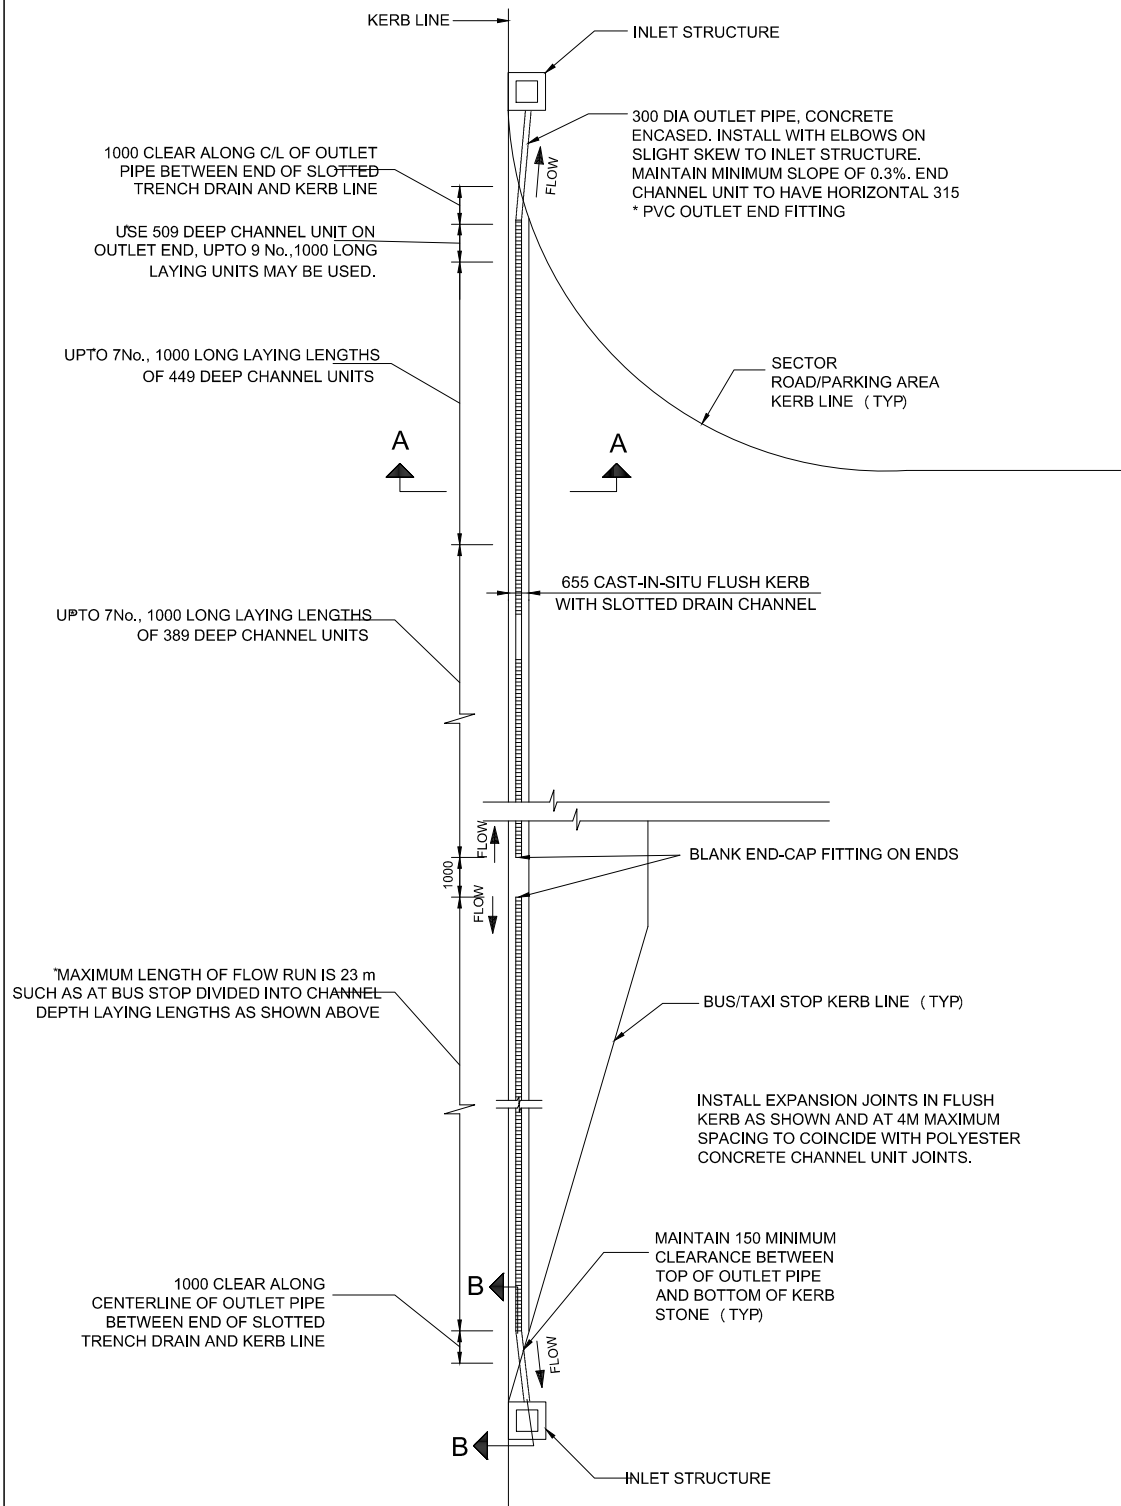 KERB LINE
INLET STRUCTURE
300 DIA OUTLET PIPE, CONCRETE
ENCASED. INSTALL WITH ELBOWS ON
SLIGHT SKEW TO INLET STRUCTURE.
MAINTAIN MINIMUM SLOPE OF 0.3%. END
CHANNEL UNIT TO HAVE HORIZONTAL 315
* PVC OUTLET END FITTING
FLOW
1000 CLEAR ALONG C/L OF OUTLET
PIPE BETWEEN END OF SLOTTED
TRENCH DRAIN AND KERB LINE
*USE 509 DEEP CHANNEL UNIT ON
OUTLET END, UPTO 9 No.,1000 LONG
LAYING UNITS MAY BE USED.
UPTO 7No., 1000 LONG LAYING LENGTHS
OF 449 DEEP CHANNEL UNITS
SECTOR
ROAD/PARKING AREA
KERB LINE (TYP)
A
A
655 CAST-IN-SITU FLUSH KERB
WITH SLOTTED DRAIN CHANNEL
UPTO 7No., 1000 LONG LAYING LENGTHS
OF 389 DEEP CHANNEL UNITS
FLOW
BLANK END-CAP FITTING ON ENDS
1000
FLOW
*MAXIMUM LENGTH OF FLOW RUN IS 23 m
SUCH AS AT BUS STOP DIVIDED INTO CHANNEL
DEPTH LAYING LENGTHS AS SHOWN ABOVE
BUS/TAXI STOP KERB LINE (TYP)
INSTALL EXPANSION JOINTS IN FLUSH
KERB AS SHOWN AND AT 4M MAXIMUM
SPACING TO COINCIDE WITH POLYESTER
CONCRETE CHANNEL UNIT JOINTS.
MAINTAIN 150 MINIMUM
CLEARANCE BETWEEN
TOP OF OUTLET PIPE
AND BOTTOM OF KERB
STONE (TYP)
B
1000 CLEAR ALONG
CENTERLINE OF OUTLET PIPE
BETWEEN END OF SLOTTED
TRENCH DRAIN AND KERB LINE
FLOW
B
INLET STRUCTURE